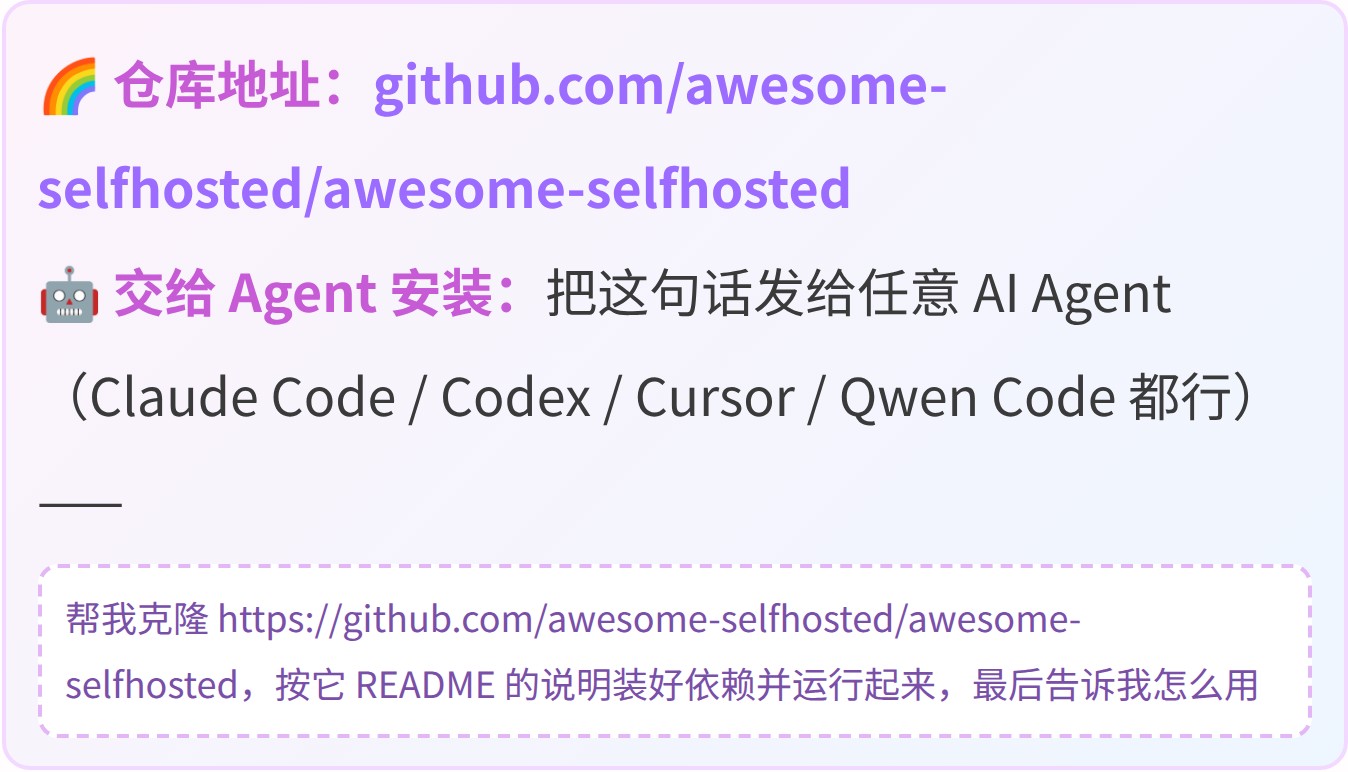 🌈 仓库地址：github.com/awesome-
selfhosted/awesome-selfhosted
🤖 交给 Agent 安装：把这句话发给任意 AI Agent
（Claude Code / Codex / Cursor / Qwen Code 都行）
——
帮我克隆 https://github.com/awesome-selfhosted/awesome-
selfhosted，按它 README 的说明装好依赖并运行起来，最后告诉我怎么用